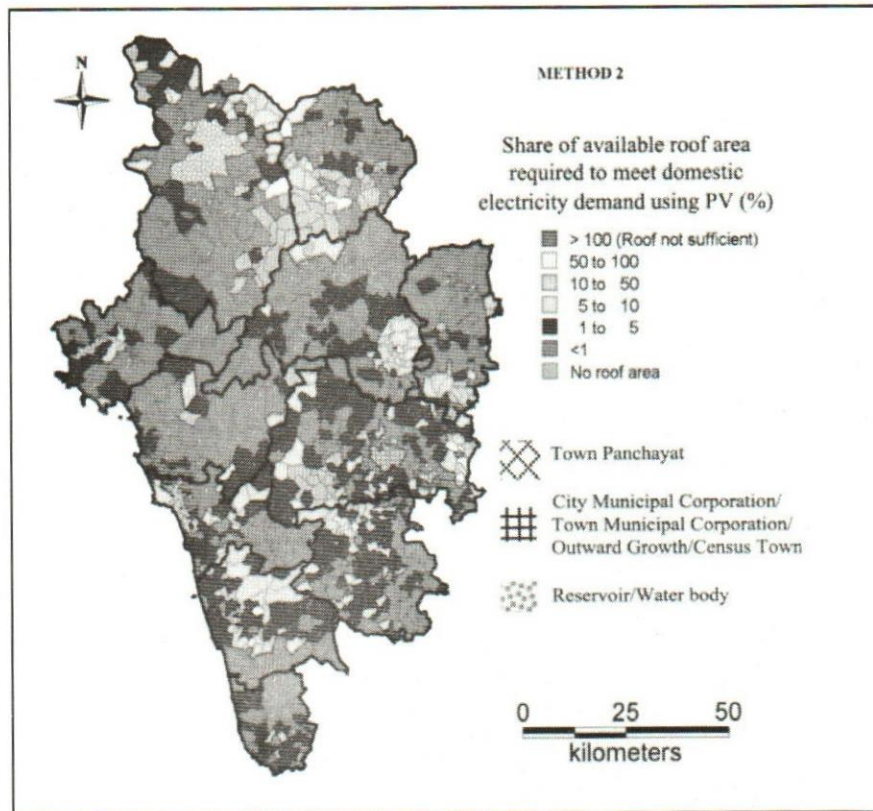 N
METHOD 2
Share of available roof area
required to meet domestic
electricity demand using PV (%)
> 100 (Roof not sufficient)
50 to 100
10 to 50
5 to 10
1 to 5
<1
No roof area
Town Panchayat
City Municipal Corporation/
Town Municipal Corporation/
Outward Growth/Census Town
Reservoir/Water body
0 25 50
kilometers